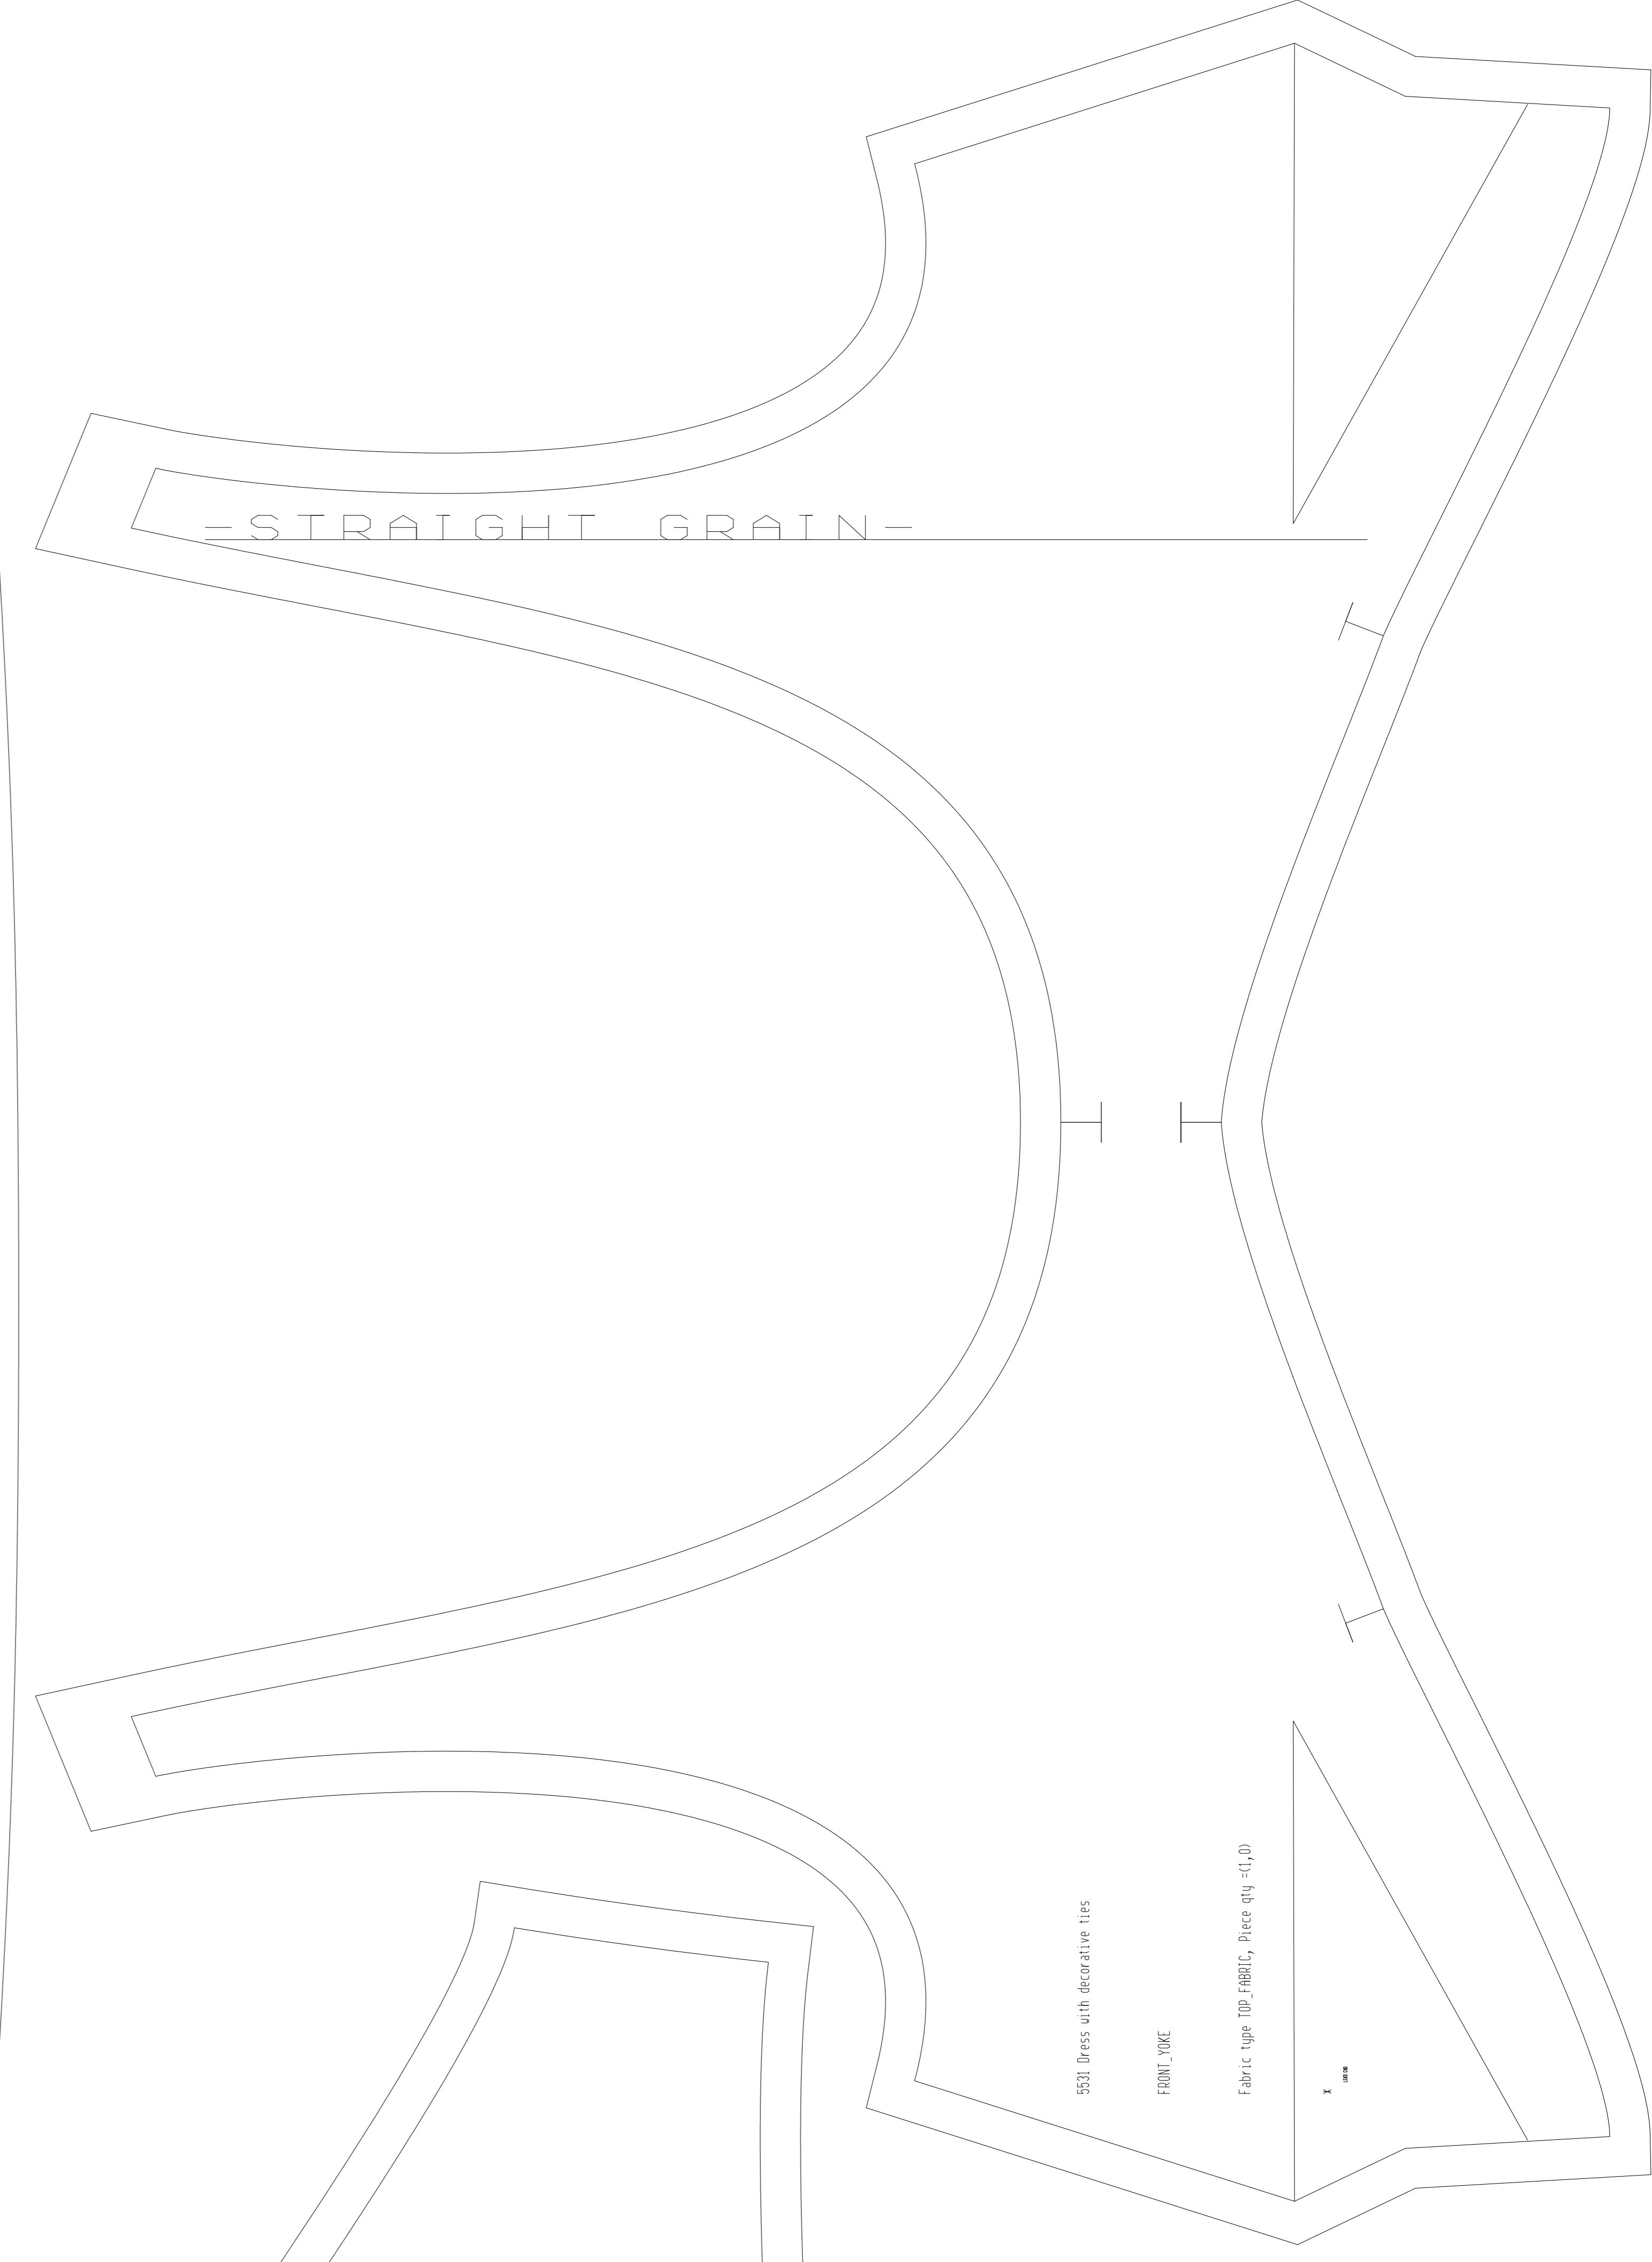 -STRAIGHT GRAIN-
5531 Dress with decorative ties
FRONT_YOKE
Fabric type TOP_FABRIC, Piece qty =(1,0)